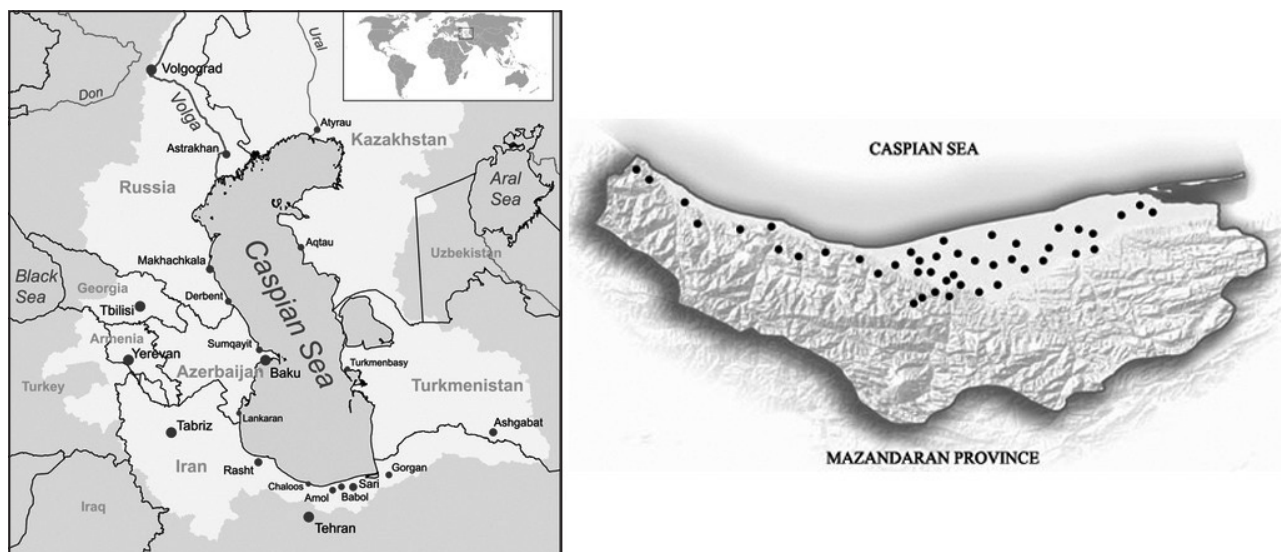 Ural
Volgograd
Don
Volga
Atyrau
Kazakhstan
Astrakhan
Russia
Aral
Sea
Aqtau
Uzbekistan
Makhachkala
Caspian Sea
Black
Sea
Georgia
Derbent
Tbilisi
Armenia
Sumqayit
Yerevan
Azerbaijan
Baku
Turkmenbasy
Turkey
Turkmenistan
Lankaran
Tabriz
Ashgabat
Rasht
Iran
Gorgan
Chaloos
Sari
Amol
Babol
Iraq
Tehran
CASPIAN SEA
MAZANDARAN PROVINCE